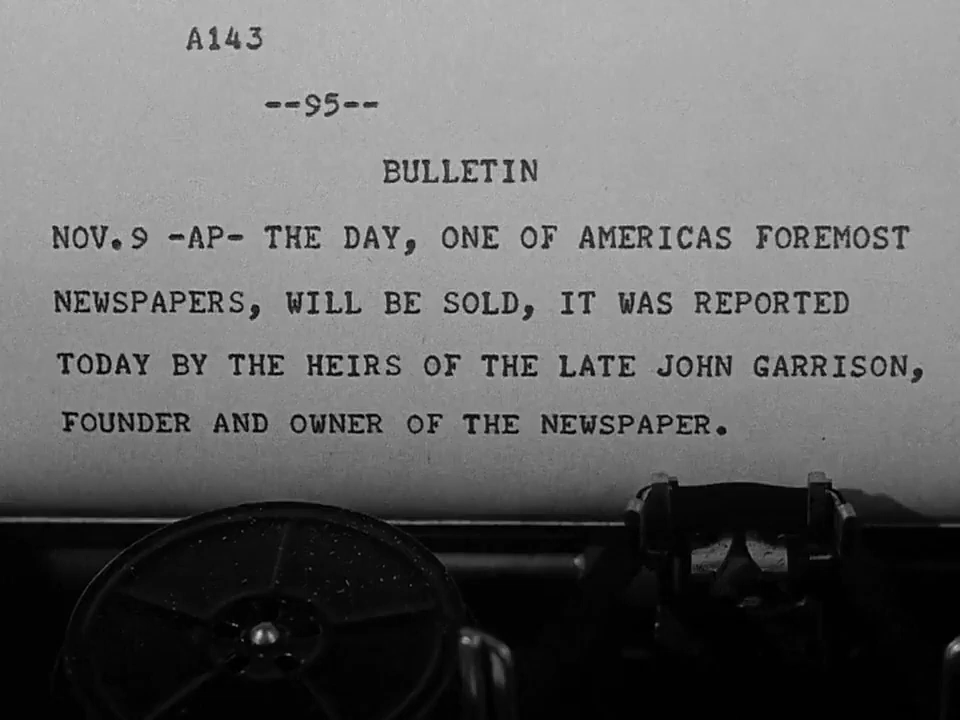 A143
--95--
BULLETIN
NOV.9 -AP- THE DAY, ONE OF AMERICAS FOREMOST
NEWSPAPERS, WILL BE SOLD, IT WAS REPORTED
TODAY BY THE HEIRS OF THE LATE JOHN GARRISON,
FOUNDER AND OWNER OF THE NEWSPAPER.